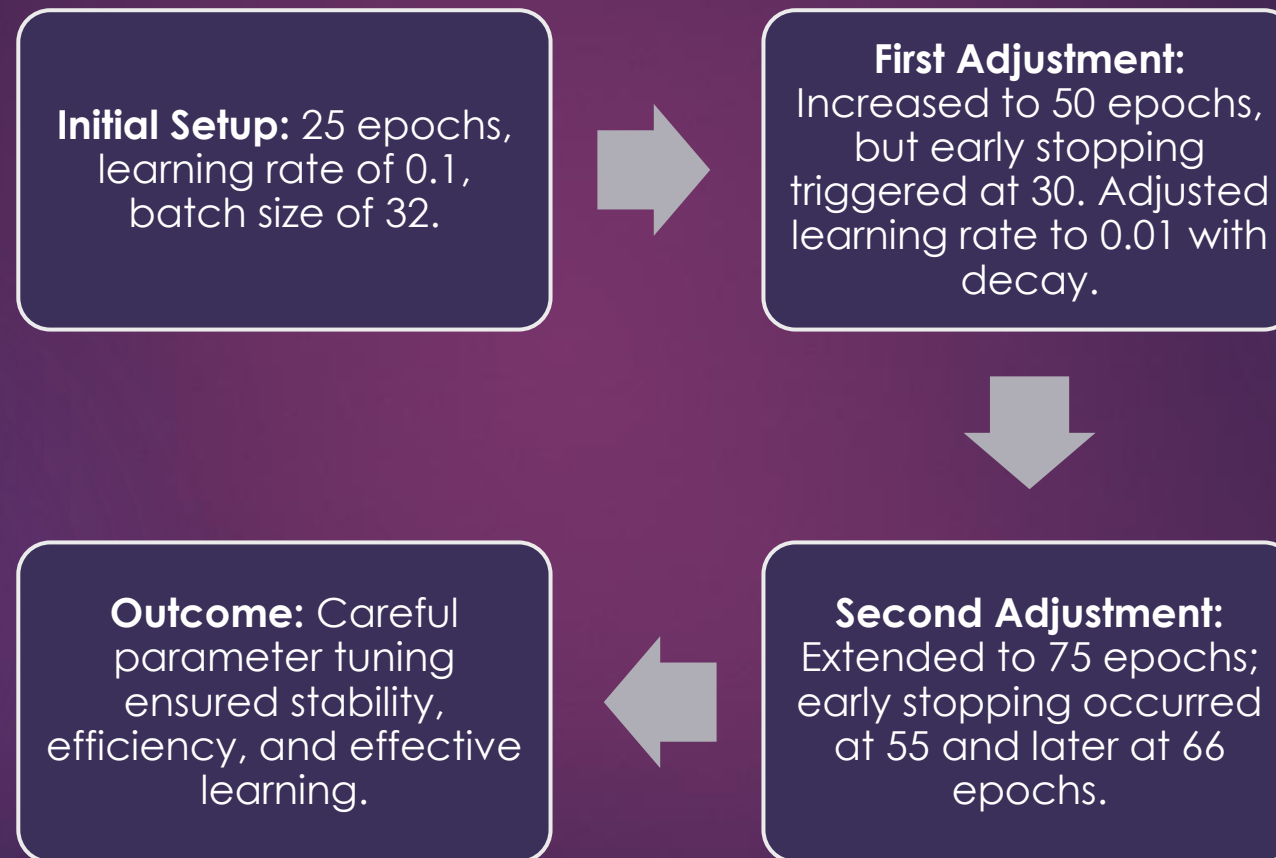 Initial Setup: 25 epochs,
learning rate of 0.1,
batch size of 32.
First Adjustment:
Increased to 50 epochs,
but early stopping
triggered at 30. Adjusted
learning rate to 0.01 with
decay.
Second Adjustment:
Extended to 75 epochs;
early stopping occurred
at 55 and later at 66
epochs.
Outcome: Careful
parameter tuning
ensured stability,
efficiency, and effective
learning.